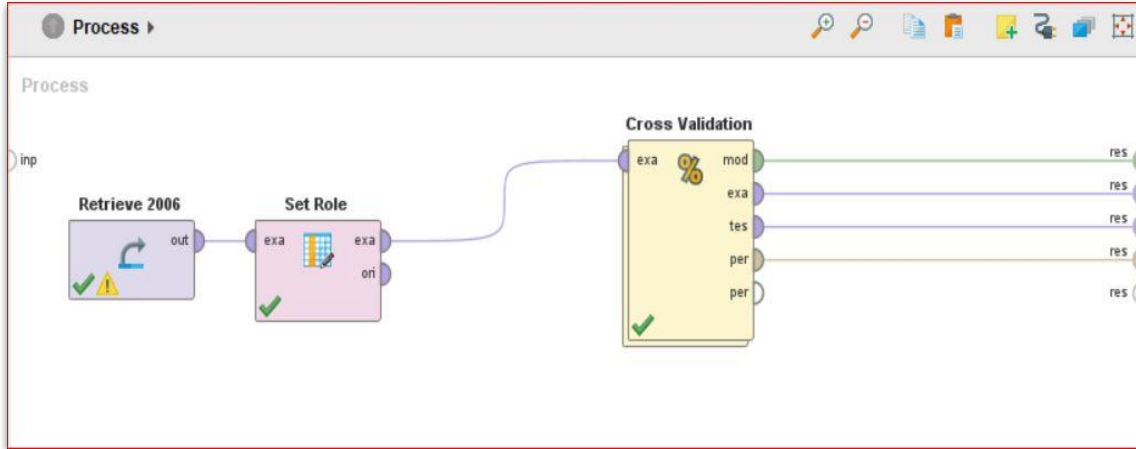 Process
Process
inp
Retrieve 2006
out
Set Role
exa
exa
ori
Cross Validation
exa
%
mod
exa
tes
per
per
res
res
res
res
res